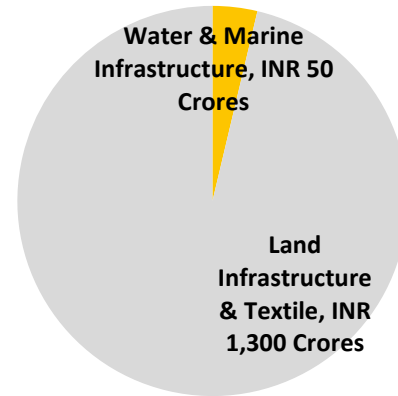 Water & Marine
Infrastructure, INR 50
Crores
Land
Infrastructure
& Textile, INR
1,300 Crores